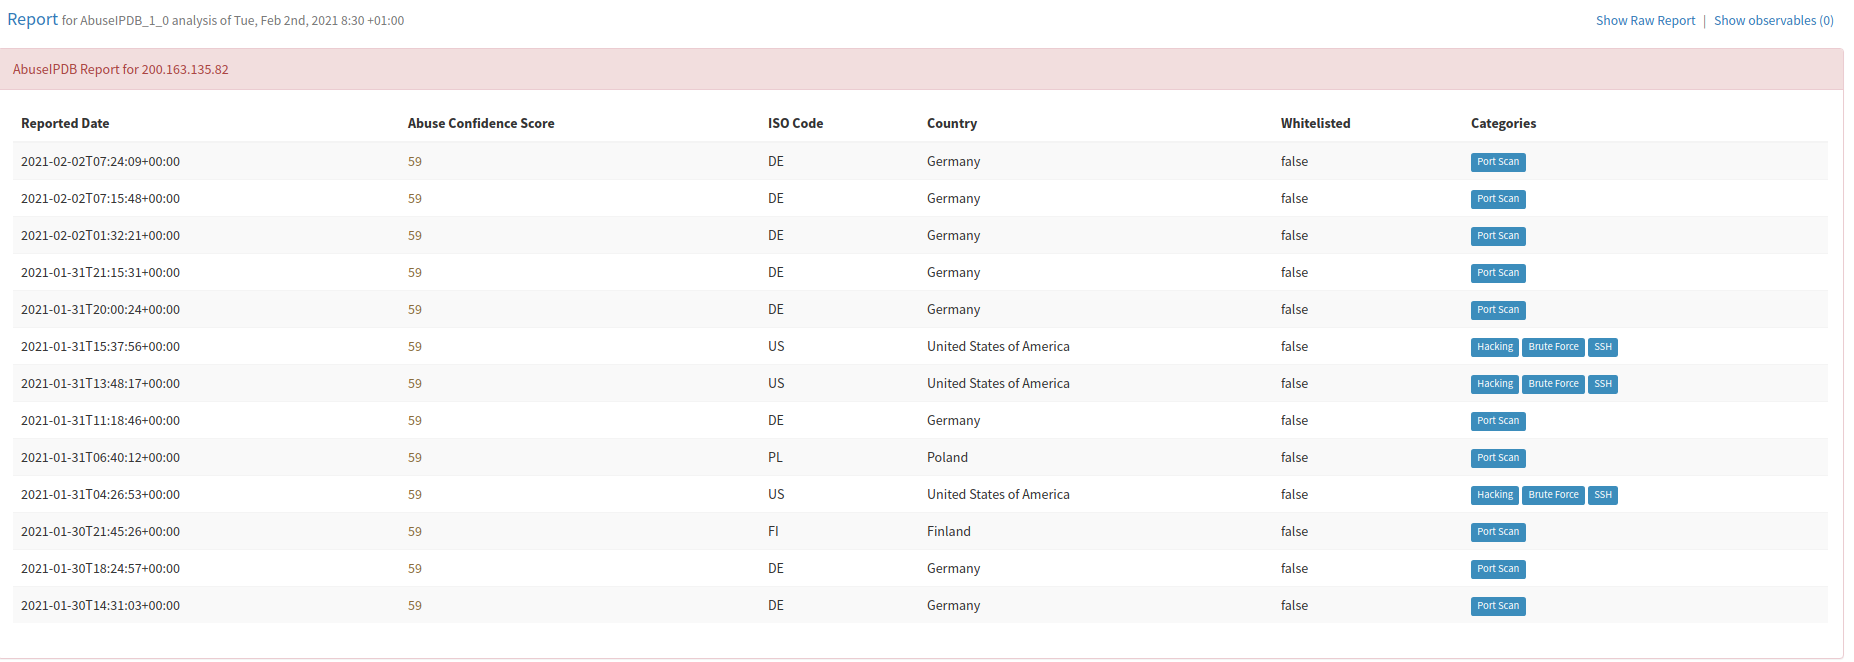 Report for AbuseIPDB_1_0 analysis of Tue, Feb 2nd, 2021 8:30 +01:00 Show Raw Report | Show observables (0)
AbuseIPDB Report for 200.163.135.82
Reported Date Abuse Confidence Score ISO Code Country Whitelisted Categories
2021-02-02T07:24:09+00:00 59 DE Germany false Port Scan
2021-02-02T07:15:48+00:00 59 DE Germany false Port Scan
2021-02-02T01:32:21+00:00 59 DE Germany false Port Scan
2021-01-31T21:15:31+00:00 59 DE Germany false Port Scan
2021-01-31T20:00:24+00:00 59 DE Germany false Port Scan
2021-01-31T15:37:56+00:00 59 US United States of America false Hacking Brute Force SSH
2021-01-31T13:48:17+00:00 59 US United States of America false Hacking Brute Force SSH
2021-01-31T11:18:46+00:00 59 DE Germany false Port Scan
2021-01-31T06:40:12+00:00 59 PL Poland false Port Scan
2021-01-31T04:26:53+00:00 59 US United States of America false Hacking Brute Force SSH
2021-01-30T21:45:26+00:00 59 FI Finland false Port Scan
2021-01-30T18:24:57+00:00 59 DE Germany false Port Scan
2021-01-30T14:31:03+00:00 59 DE Germany false Port Scan